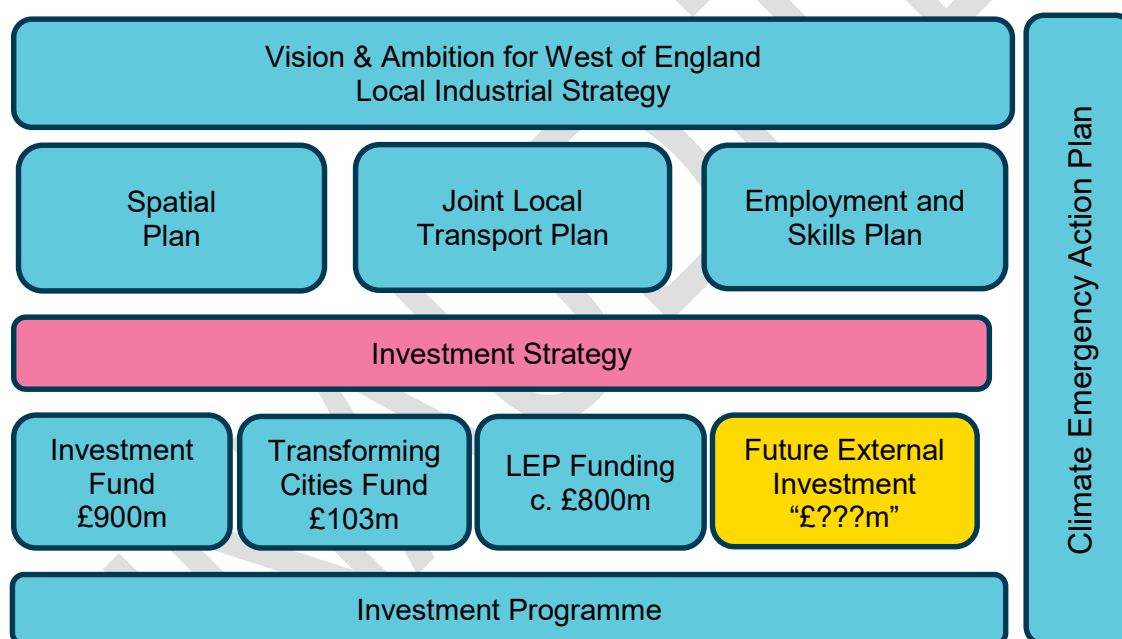 Vision & Ambition for West of England
Local Industrial Strategy
Spatial
Plan
Joint Local
Transport Plan
Employment and
Skills Plan
Investment Strategy
Investment
Fund
£900m
Transforming
Cities Fund
£103m
LEP Funding
c. £800m
Future External
Investment
“£???m”
Investment Programme
Climate Emergency Action Plan